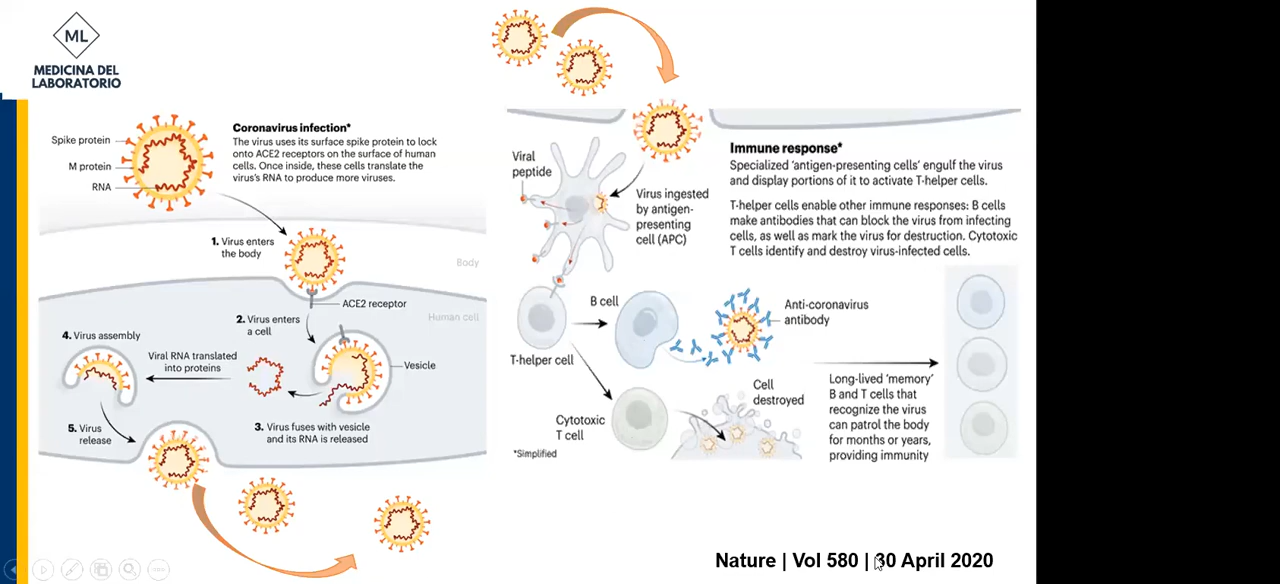 ML
MEDICINA DEL
LABORATORIO
Spike protein
M protein
RNA
Coronavirus infection*
The virus uses its surface spike protein to lock
onto ACE2 receptors on the surface of human
cells. Once inside, these cells translate the
virus's RNA to produce more viruses.
1. Virus enters
the body
Body
ACE2 receptor
Human cell
2. Virus enters
a cell
4. Virus assembly
Viral RNA translated
into proteins
Vesicle
3. Virus fuses with vesicle
and its RNA is released
5. Virus
release
Viral
peptide
Virus ingested
by antigen-
presenting
cell (APC)
Immune response*
Specialized 'antigen-presenting cells' engulf the virus
and display portions of it to activate T-helper cells.
T-helper cells enable other immune responses: B cells
make antibodies that can block the virus from infecting
cells, as well as mark the virus for destruction. Cytotoxic
T cells identify and destroy virus-infected cells.
B cell
Anti-coronavirus
antibody
T-helper cell
Cytotoxic
T cell
Cell
destroyed
Long-lived 'memory'
B and T cells that
recognize the virus
can patrol the body
for months or years,
providing immunity
*Simplified
Nature | Vol 580 | 30 April 2020